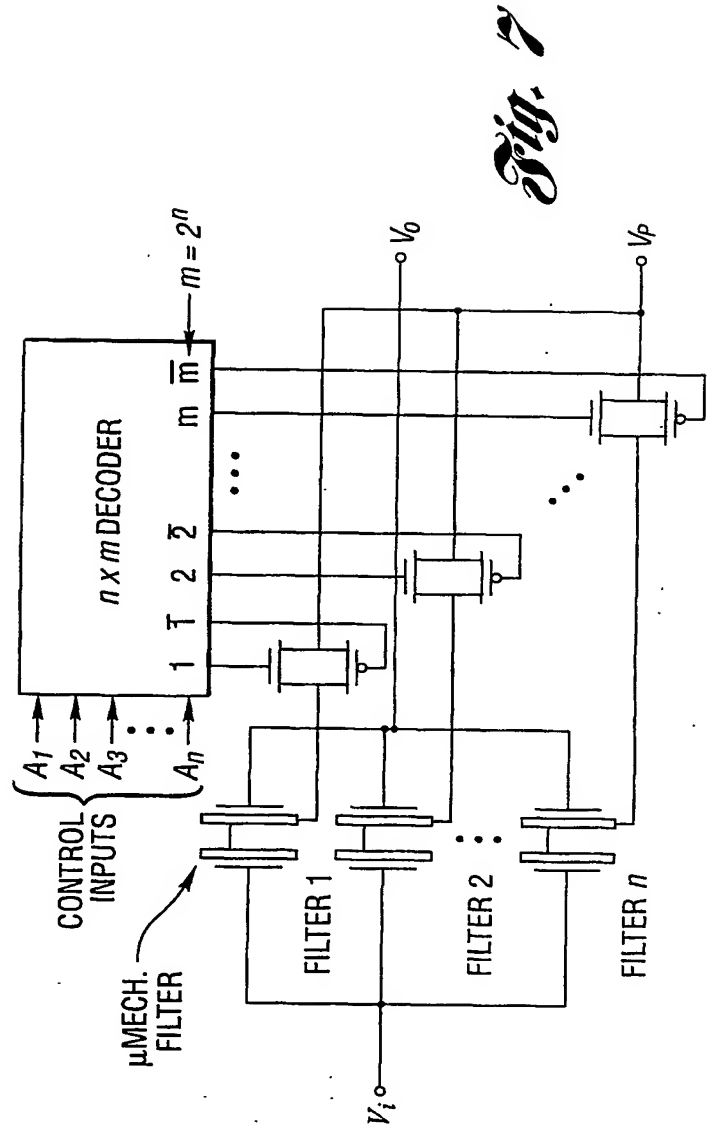 CONTROL
INPUTS
A1
A2
A3
An
n x m DECODER
1 1̅ 2 2̅ m m̅
m = 2ⁿ
μMECH.
FILTER
FILTER 1
FILTER 2
FILTER n
Vi
VO
VP
Fig. 7